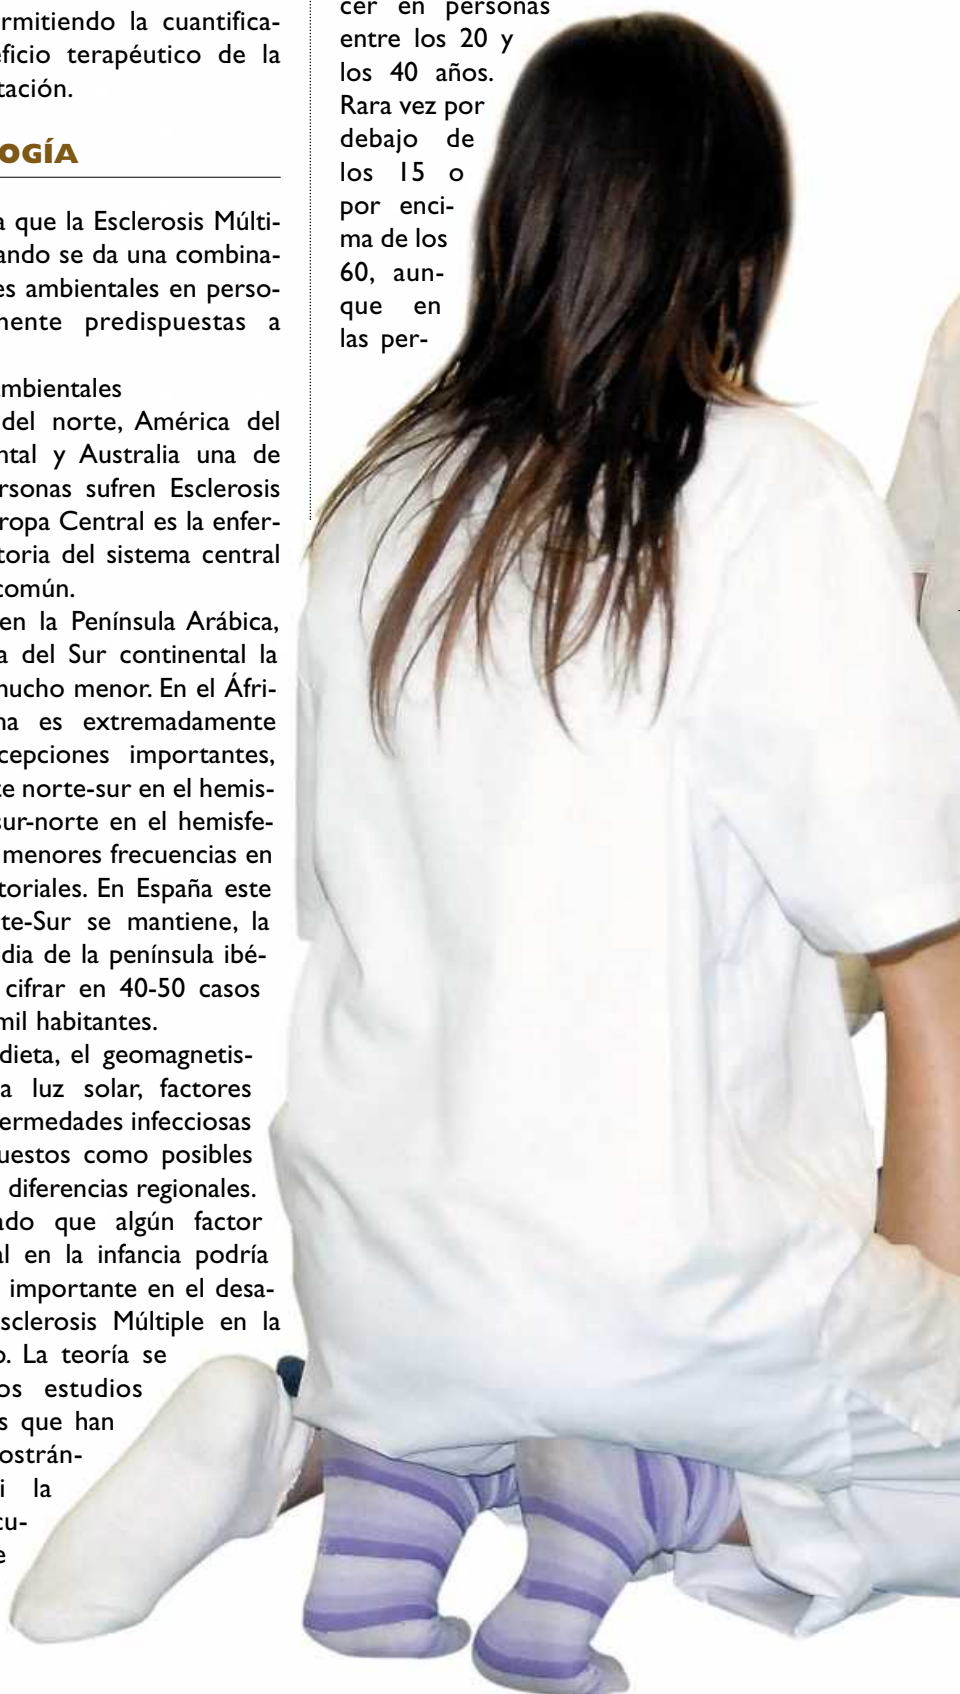 rmitiendo la cuantifica-
eficio terapéutico de la
tación.
OGÍA
a que la Esclerosis Múlti-
ando se da una combina-
es ambientales en perso-
mente predispuestas a
mbientales
del norte, América del
ntal y Australia una de
ersonas sufren Esclerosis
ropa Central es la enfer-
toria del sistema central
común.
en la Península Arábica,
a del Sur continental la
mucho menor. En el Áfri-
na es extremadamente
cepciones importantes,
te norte-sur en el hemis-
sur-norte en el hemisfe-
menores frecuencias en
toriales. En España este
te-Sur se mantiene, la
dia de la península ibé-
cifrar en 40-50 casos
mil habitantes.
dieta, el geomagnetis-
a luz solar, factores
fermedades infecciosas
uestos como posibles
diferencias regionales.
ado que algún factor
al en la infancia podría
importante en el desa-
sclerosis Múltiple en la
o. La teoría se
os estudios
s que han
ostrán-
i la
cu-
e
cer en personas
entre los 20 y
los 40 años.
Rara vez por
debajo de
los 15 o
por enci-
ma de los
60, aun-
que en
las per-